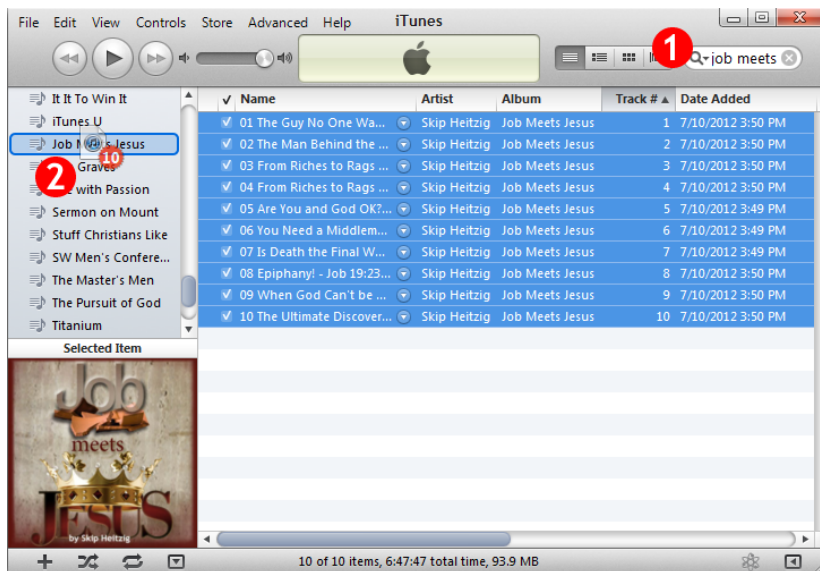 File Edit View Controls Store Advanced Help iTunes
1
job meets
It It To Win It
iTunes U
Job Jesus
10
Graves
2
with Passion
Sermon on Mount
Stuff Christians Like
SW Men's Confere...
The Master's Men
The Pursuit of God
Titanium
Selected Item
Job
meets
JESUS
by Skip Heitzig
✓ Name Artist Album Track # Date Added
01 The Guy No One Wa... Skip Heitzig Job Meets Jesus 1 7/10/2012 3:50 PM
02 The Man Behind the ... Skip Heitzig Job Meets Jesus 2 7/10/2012 3:50 PM
03 From Riches to Rags ... Skip Heitzig Job Meets Jesus 3 7/10/2012 3:50 PM
04 From Riches to Rags ... Skip Heitzig Job Meets Jesus 4 7/10/2012 3:50 PM
05 Are You and God OK?... Skip Heitzig Job Meets Jesus 5 7/10/2012 3:49 PM
06 You Need a Middlem... Skip Heitzig Job Meets Jesus 6 7/10/2012 3:49 PM
07 Is Death the Final W... Skip Heitzig Job Meets Jesus 7 7/10/2012 3:49 PM
08 Epiphany! - Job 19:23... Skip Heitzig Job Meets Jesus 8 7/10/2012 3:50 PM
09 When God Can't be ... Skip Heitzig Job Meets Jesus 9 7/10/2012 3:50 PM
10 The Ultimate Discover... Skip Heitzig Job Meets Jesus 10 7/10/2012 3:50 PM
10 of 10 items, 6:47:47 total time, 93.9 MB